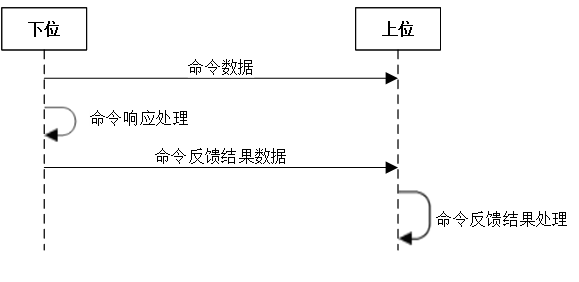 下位
上位
命令数据
命令响应处理
命令反馈结果数据
命令反馈结果处理